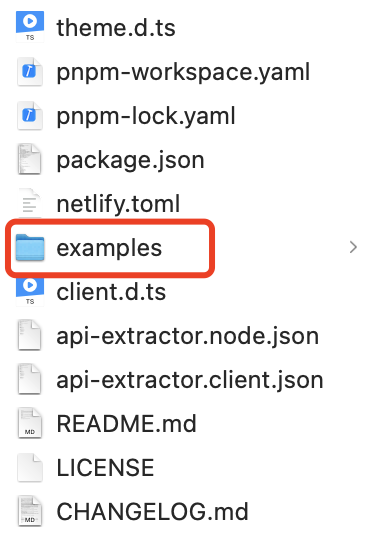 TS
theme.d.ts
pnpm-workspace.yaml
pnpm-lock.yaml
package.json
netlify.toml
examples
TS
client.d.ts
api-extractor.node.json
api-extractor.client.json
MD
README.md
LICENSE
MD
CHANGELOG.md